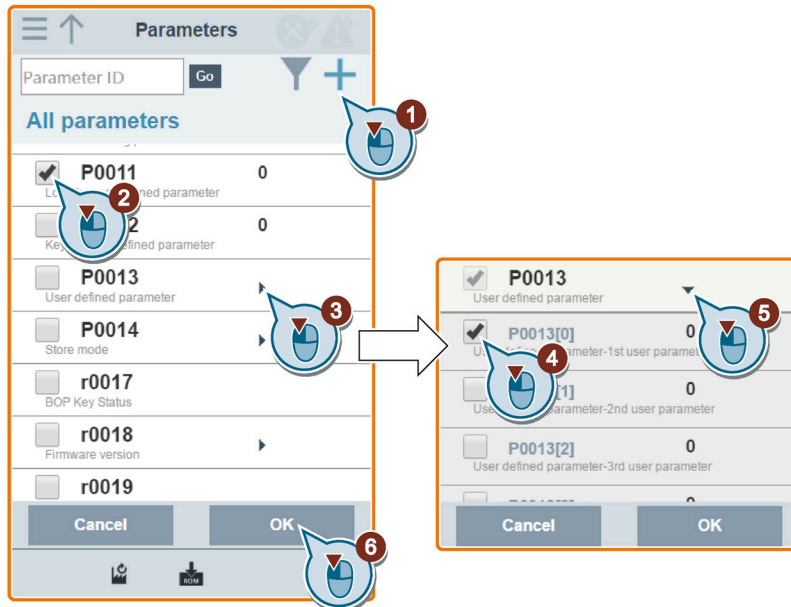 Parameters
Parameter ID
Go
1
All parameters
P0011 0
ned parameter
2
2 0
Key fined parameter
P0013
User defined parameter
3
P0014
Store mode
r0017
BOP Key Status
r0018
Firmware version
r0019
Cancel OK
6
ROM
P0013
User defined parameter
5
P0013[0] 0
4
parameter-1st user paramet
[1] 0
Use parameter-2nd user parameter
P0013[2] 0
User defined parameter-3rd user parameter
Cancel OK